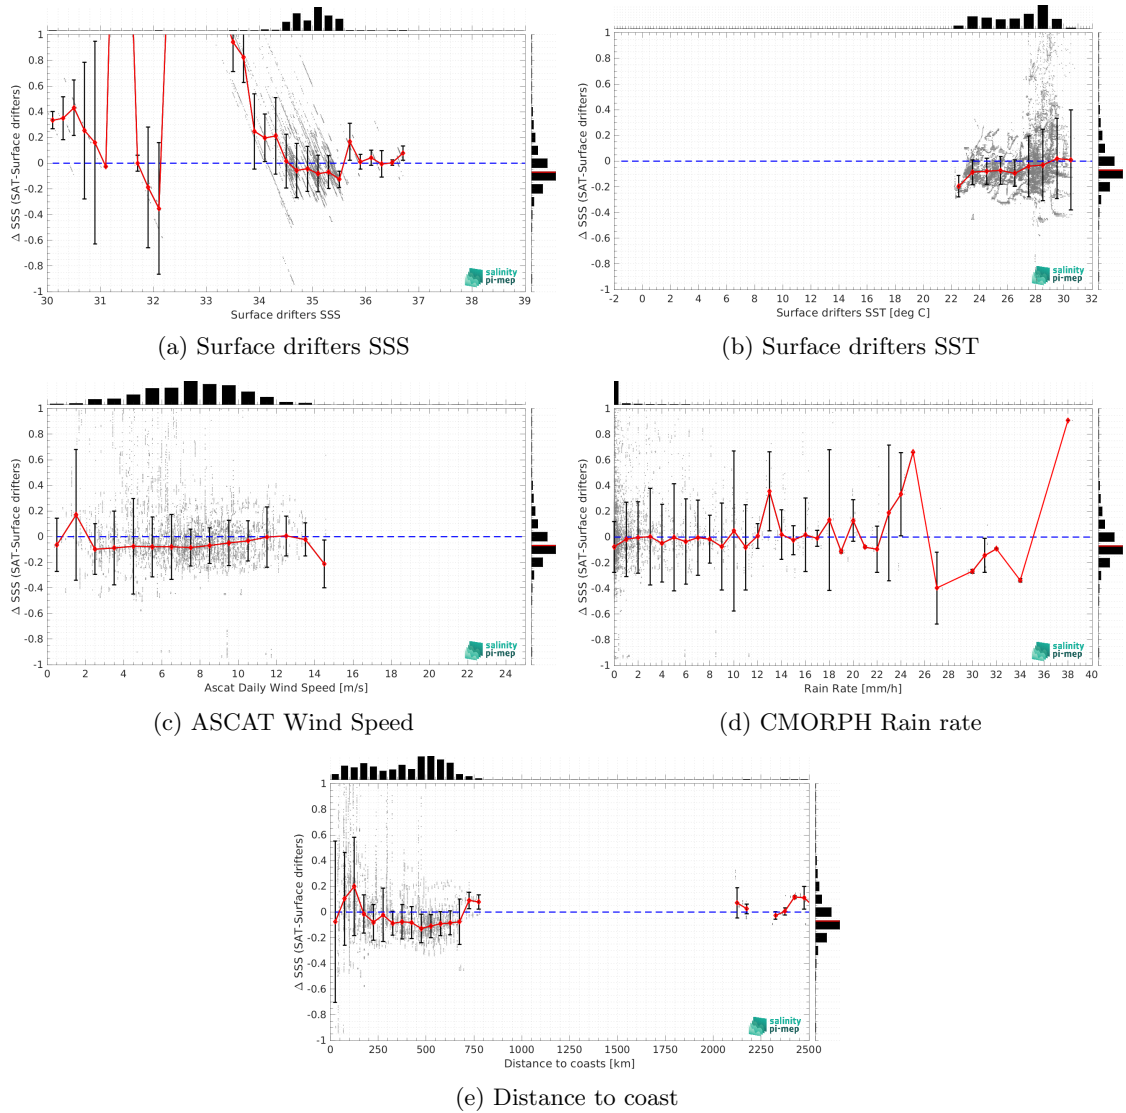 1
0.8
0.6
0.4
0.2
0
-0.2
-0.4
-0.6
-0.8
-1
Δ SSS (SAT-Surface drifters)
30 31 32 33 34 35 36 37 38 39
Surface drifters SSS
salinity
pi-mep
(a) Surface drifters SSS
1
0.8
0.6
0.4
0.2
0
-0.2
-0.4
-0.6
-0.8
-1
Δ SSS (SAT-Surface drifters)
-2 0 2 4 6 8 10 12 14 16 18 20 22 24 26 28 30 32
Surface drifters SST [deg C]
salinity
pi-mep
(b) Surface drifters SST
1
0.8
0.6
0.4
0.2
0
-0.2
-0.4
-0.6
-0.8
-1
Δ SSS (SAT-Surface drifters)
0 2 4 6 8 10 12 14 16 18 20 22 24
Ascat Daily Wind Speed [m/s]
salinity
pi-mep
(c) ASCAT Wind Speed
1
0.8
0.6
0.4
0.2
0
-0.2
-0.4
-0.6
-0.8
-1
Δ SSS (SAT-Surface drifters)
0 2 4 6 8 10 12 14 16 18 20 22 24 26 28 30 32 34 36 38 40
Rain Rate [mm/h]
salinity
pi-mep
(d) CMORPH Rain rate
1
0.8
0.6
0.4
0.2
0
-0.2
-0.4
-0.6
-0.8
-1
Δ SSS (SAT-Surface drifters)
0 250 500 750 1000 1250 1500 1750 2000 2250 2500
Distance to coasts [km]
salinity
pi-mep
(e) Distance to coast